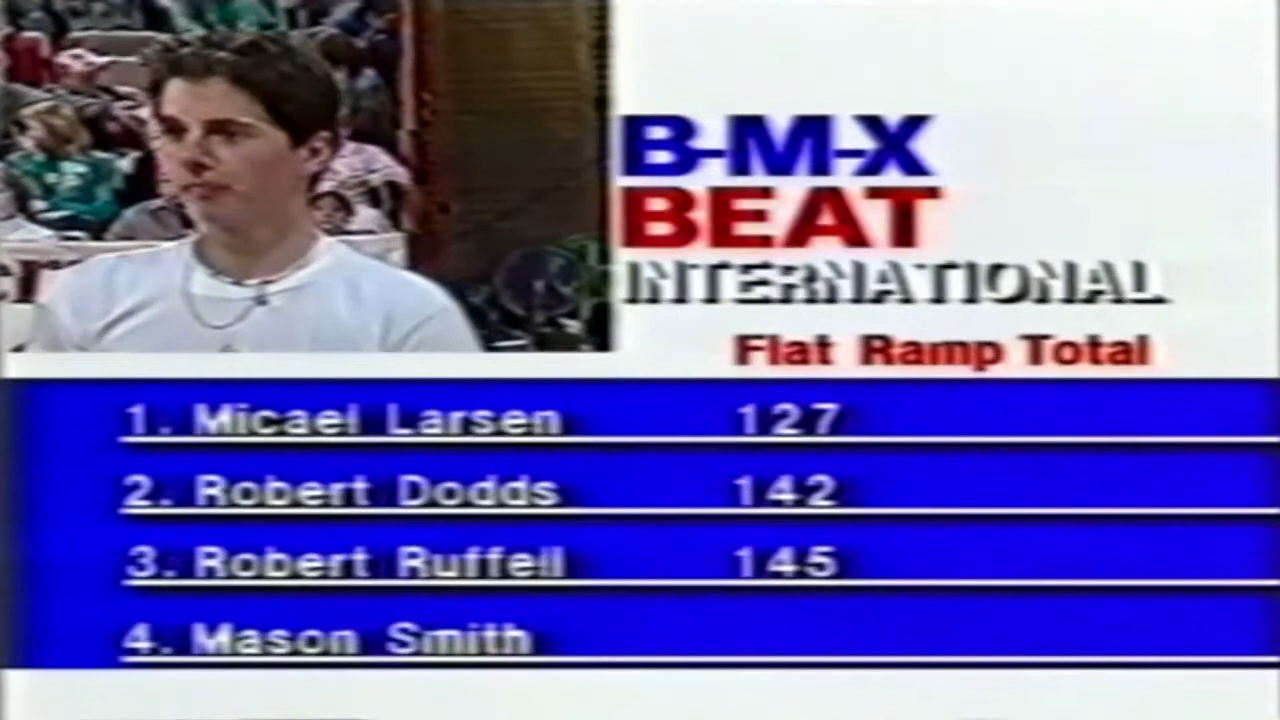 B-M-X
BEAT
INTERNATIONAL
Flat Ramp Total
1. Micael Larsen 127
2. Robert Dodds 142
3. Robert Ruffell 145
4. Mason Smith